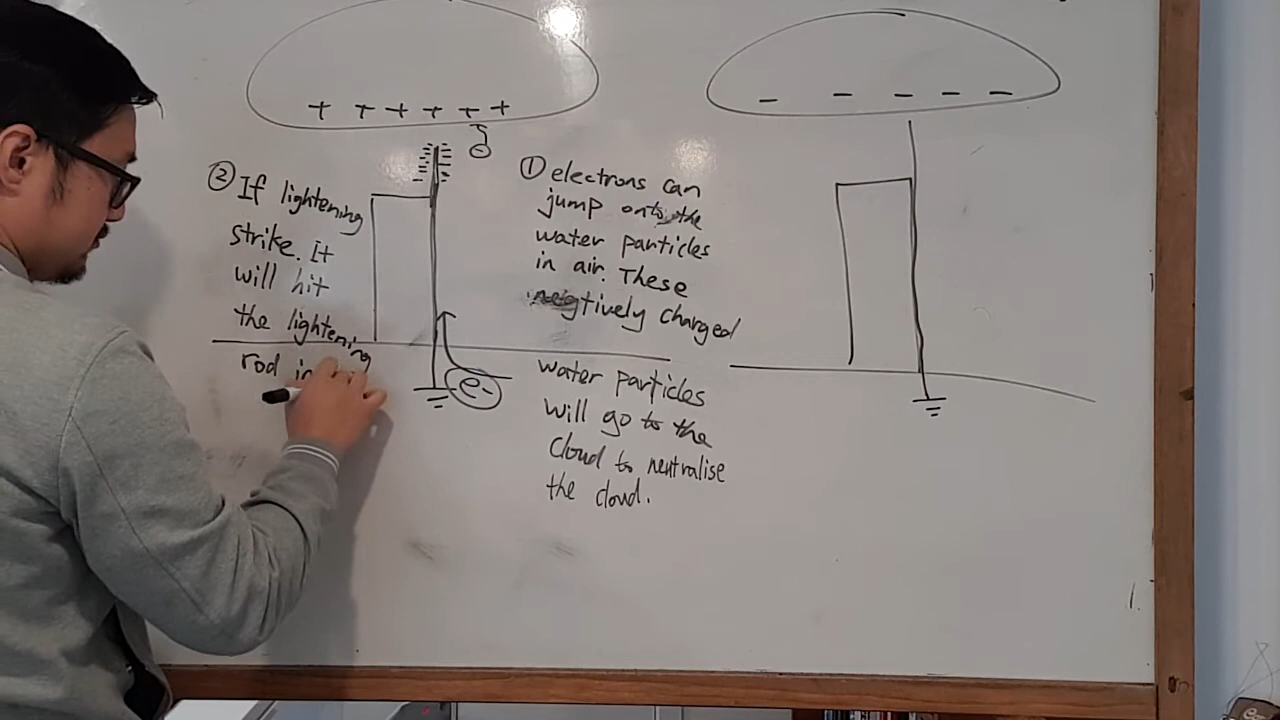 + + + + + +
- - - - -
② If lightening
strike. It
will hit
the lightening
rod in
① electrons can
jump onto the
water particles
in air. These
negtively charged
water particles
will go to the
cloud to neutralise
the cloud.
e-